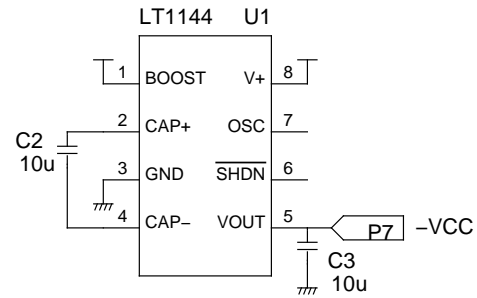 LT1144 U1
1 BOOST V+ 8
2 CAP+ OSC 7
C2
10u
3 GND SHDN 6
4 CAP− VOUT 5
P7 −VCC
C3
10u